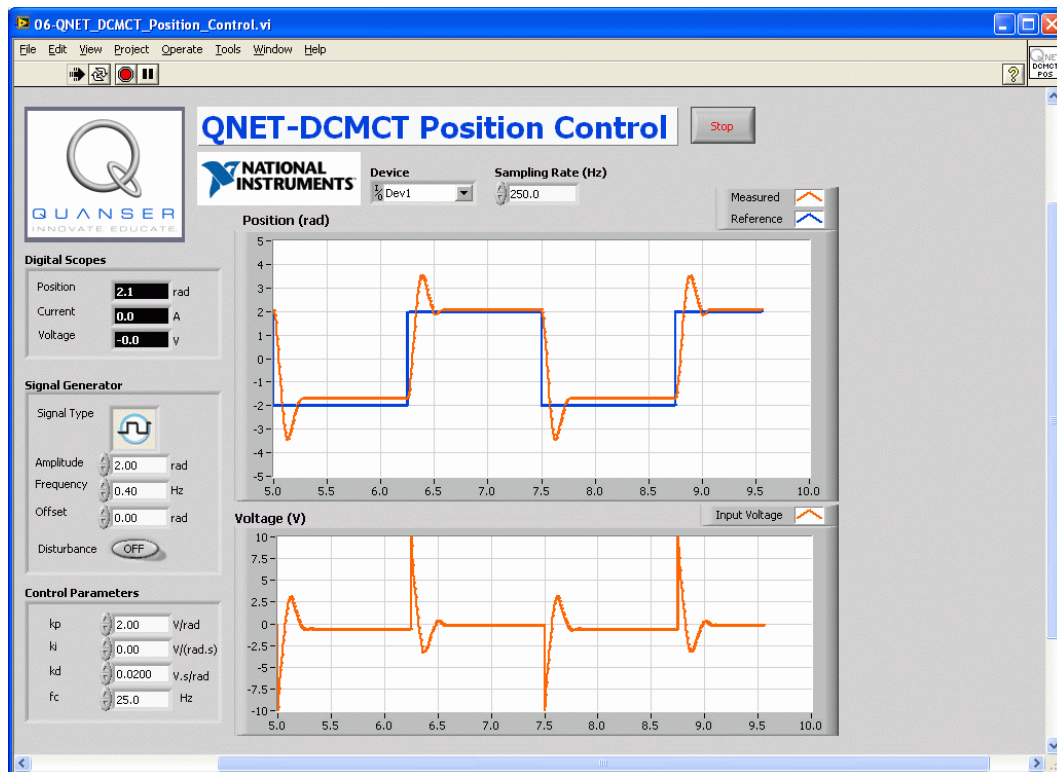 06-QNET_DCMCT_Position_Control.vi
File Edit View Project Operate Tools Window Help
QNET
DCMCT
POS
QUANSER
INNOVATE. EDUCATE.
QNET-DCMCT Position Control
Stop
NATIONAL
INSTRUMENTS
Device
I/O Dev1
Sampling Rate (Hz)
250.0
Measured
Reference
Position (rad)
5
4
3
2
1
0
-1
-2
-3
-4
-5
5.0 5.5 6.0 6.5 7.0 7.5 8.0 8.5 9.0 9.5 10.0
Digital Scopes
Position 2.1 rad
Current 0.0 A
Voltage -0.0 V
Signal Generator
Signal Type
Amplitude 2.00 rad
Frequency 0.40 Hz
Offset 0.00 rad
Disturbance OFF
Voltage (V)
Input Voltage
10
7.5
5
2.5
0
-2.5
-5
-7.5
-10
5.0 5.5 6.0 6.5 7.0 7.5 8.0 8.5 9.0 9.5 10.0
Control Parameters
kp 2.00 V/rad
ki 0.00 V/(rad.s)
kd 0.0200 V.s/rad
fc 25.0 Hz